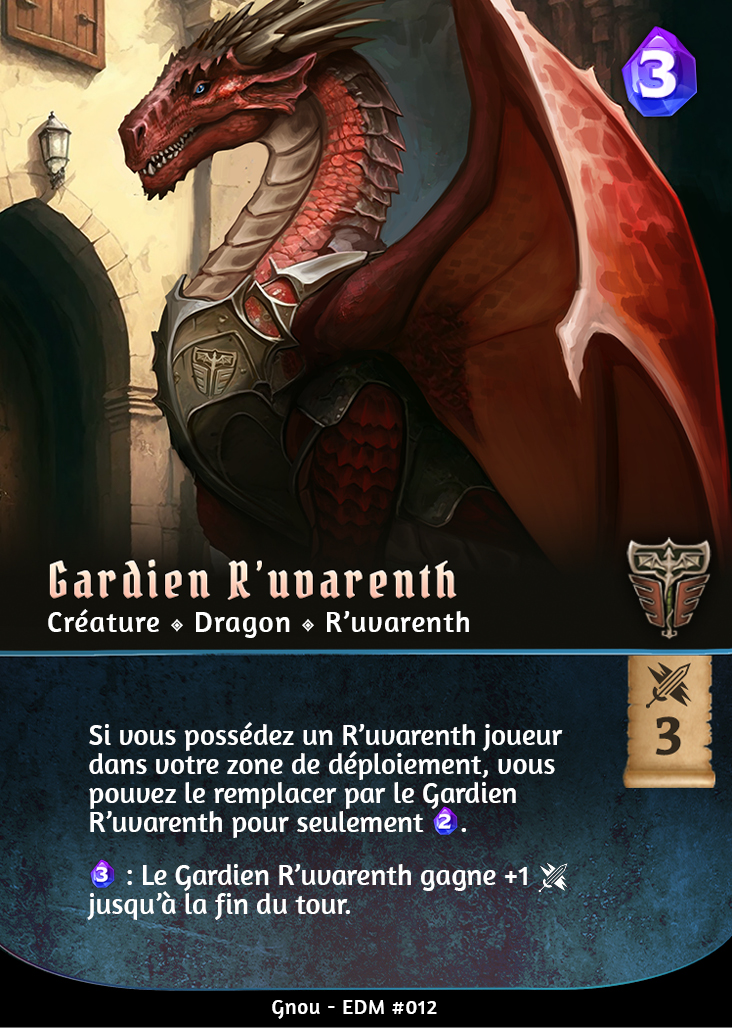 3
Gardien R'uvarenth
Créature ◈ Dragon ◈ R'uvarenth
3
Si vous possédez un R'uvarenth joueur
dans votre zone de déploiement, vous
pouvez le remplacer par le Gardien
R'uvarenth pour seulement 2.
3 : Le Gardien R'uvarenth gagne +1
jusqu'à la fin du tour.
Gnou - EDM #012